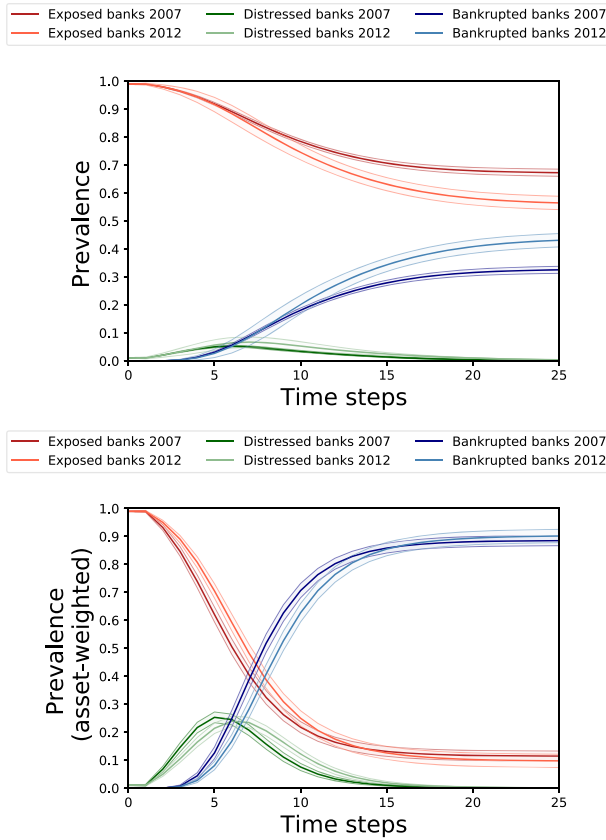 Exposed banks 2007 Distressed banks 2007 Bankrupted banks 2007
Exposed banks 2012 Distressed banks 2012 Bankrupted banks 2012
1.0
0.9
0.8
0.7
0.6
0.5
0.4
0.3
0.2
0.1
0.0
Prevalence
0 5 10 15 20 25
Time steps
Exposed banks 2007 Distressed banks 2007 Bankrupted banks 2007
Exposed banks 2012 Distressed banks 2012 Bankrupted banks 2012
1.0
0.9
0.8
0.7
0.6
0.5
0.4
0.3
0.2
0.1
0.0
Prevalence
(asset-weighted)
0 5 10 15 20 25
Time steps